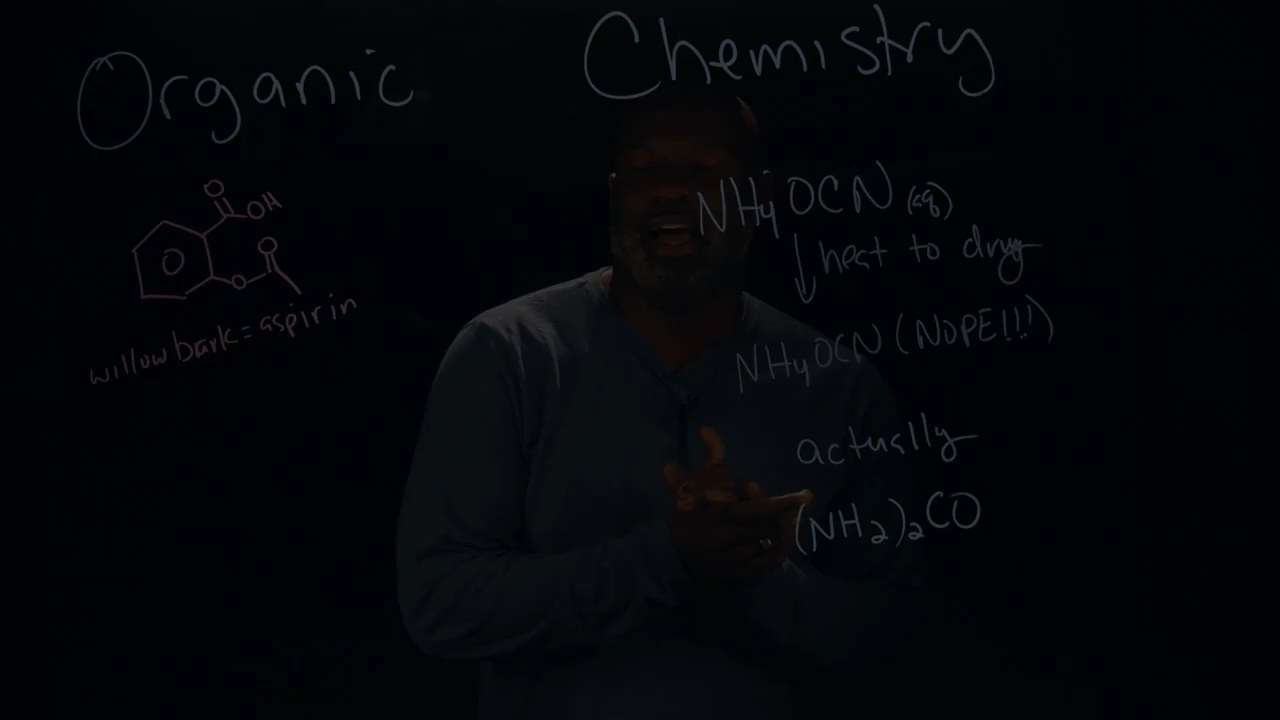 Organic Chemistry
O
OH
O
O
O
willow bark = aspirin
NH4OCN (aq)
heat to dry
NH4OCN (NOPE!!!)
actually
(NH2)2CO